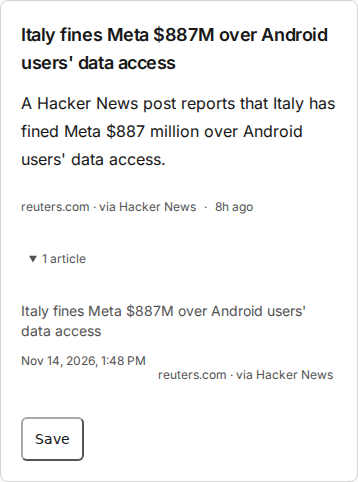 Italy fines Meta $887M over Android
users' data access
A Hacker News post reports that Italy has
fined Meta $887 million over Android
users' data access.
reuters.com · via Hacker News · 8h ago
▼ 1 article
Italy fines Meta $887M over Android users'
data access
Nov 14, 2026, 1:48 PM
reuters.com · via Hacker News
Save